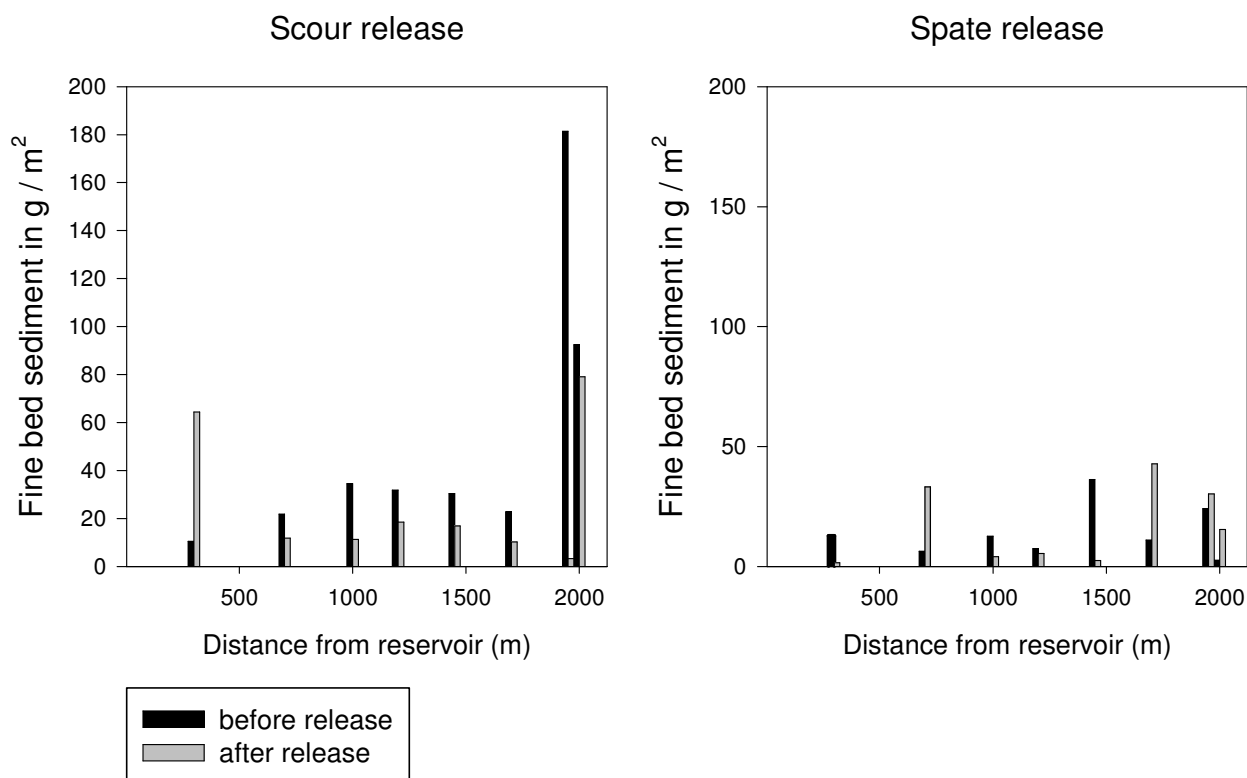 Scour release
Spate release
200
180
160
140
120
100
80
60
40
20
0
Fine bed sediment in g / m²
500 1000 1500 2000
Distance from reservoir (m)
200
150
100
50
0
Fine bed sediment in g / m²
500 1000 1500 2000
Distance from reservoir (m)
before release
after release